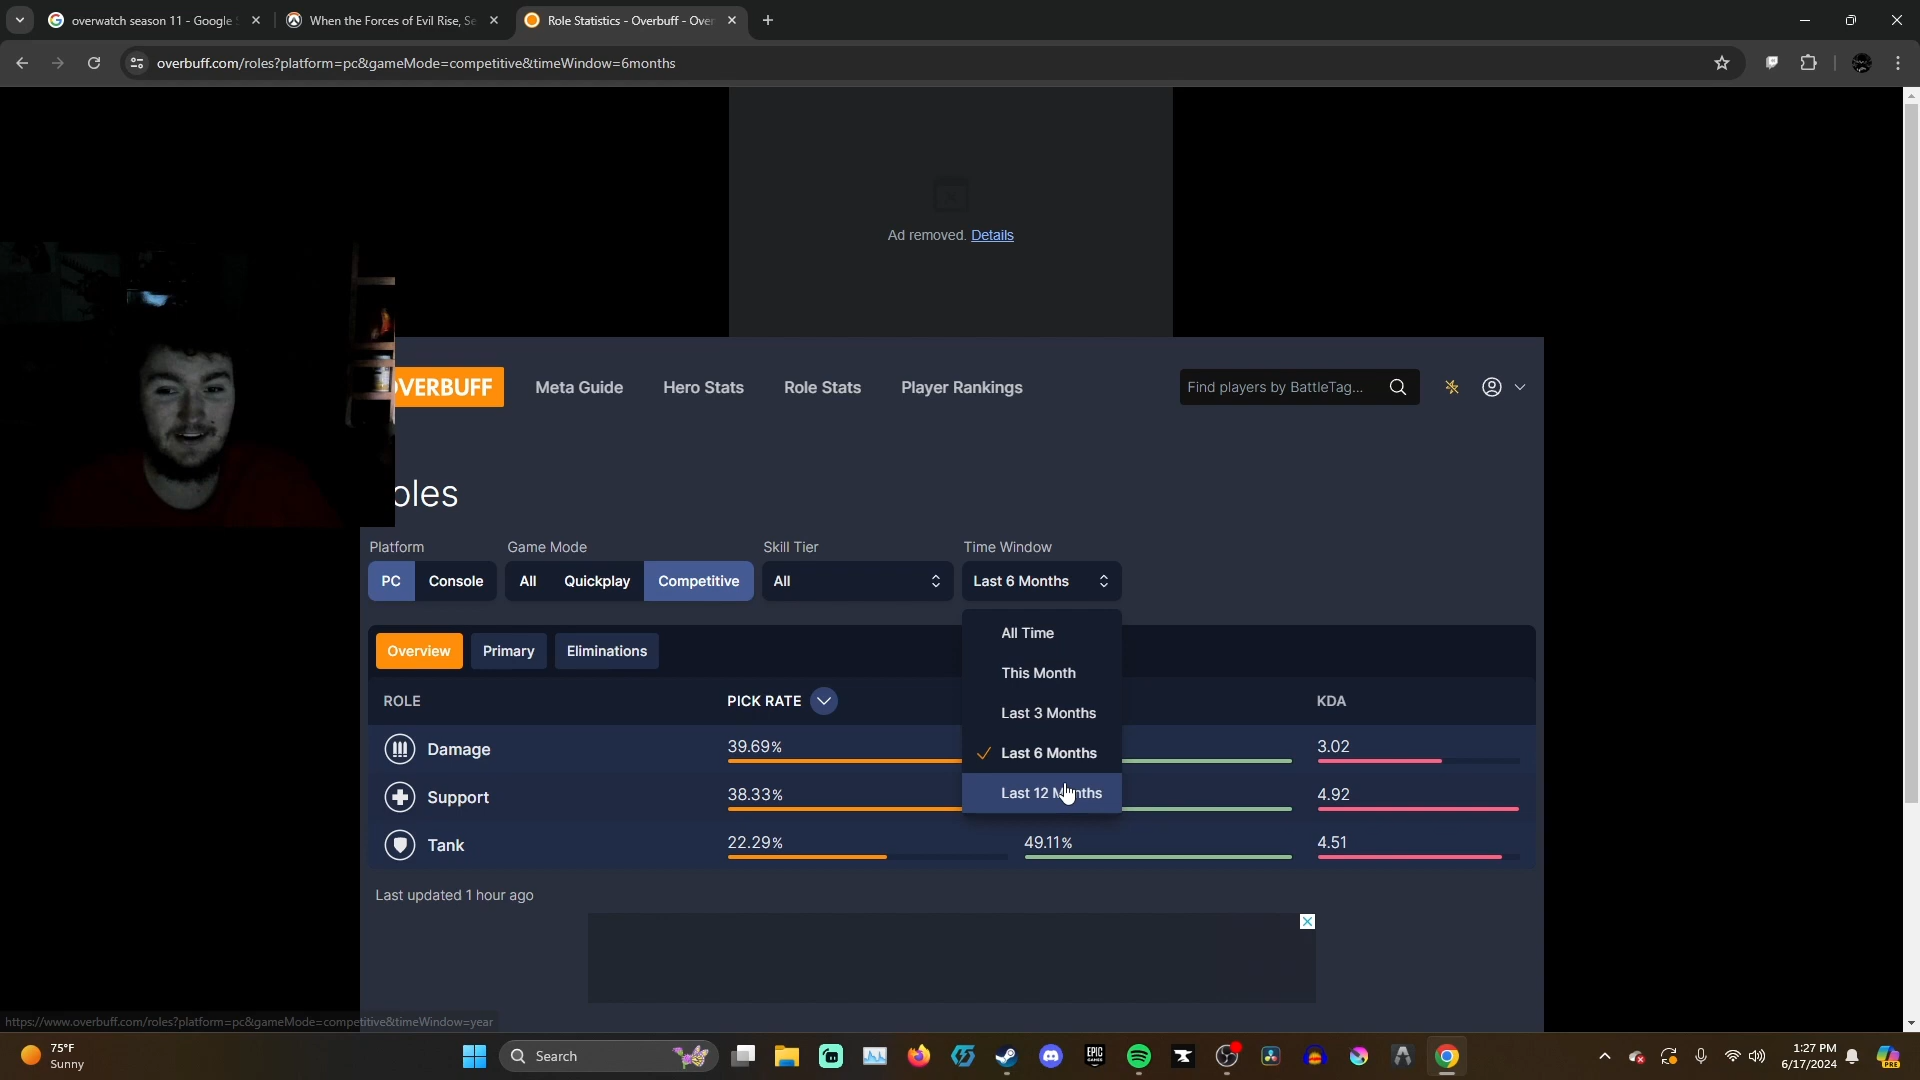 overwatch season 11 - Google
When the Forces of Evil Rise, Se
Role Statistics - Overbuff - Over
overbuff.com/roles?platform=pc&gameMode=competitive&timeWindow=6months
Ad removed. Details
OVERBUFF
Meta Guide
Hero Stats
Role Stats
Player Rankings
Find players by BattleTag...
oles
Platform
Game Mode
Skill Tier
Time Window
PC
Console
All
Quickplay
Competitive
All
Last 6 Months
All Time
This Month
Last 3 Months
Last 6 Months
Last 12 Months
Overview
Primary
Eliminations
ROLE
PICK RATE
KDA
Damage
39.69%
3.02
Support
38.33%
4.92
Tank
22.29%
49.11%
4.51
Last updated 1 hour ago
https://www.overbuff.com/roles?platform=pc&gameMode=competitive&timeWindow=year
75°F
Sunny
Search
EPIC
GAMES
1:27 PM
6/17/2024
PRE